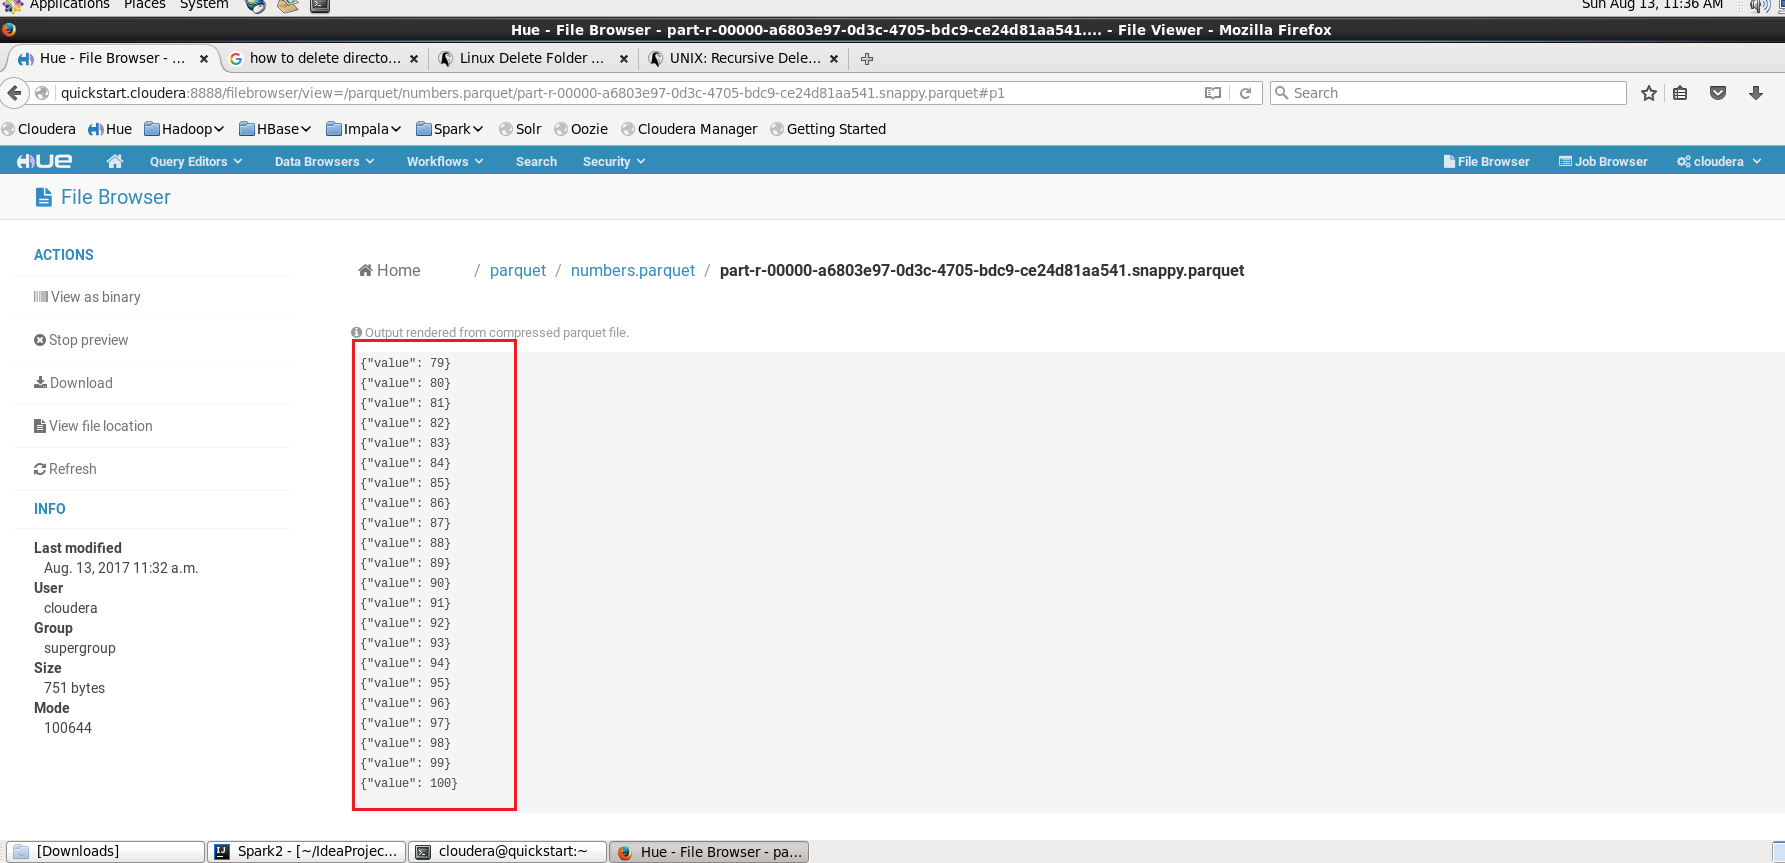 Applications Places System Sun Aug 13, 11:36 AM
Hue - File Browser - part-r-00000-a6803e97-0d3c-4705-bdc9-ce24d81aa541.... - File Viewer - Mozilla Firefox
Hue - File Browser - ... how to delete directo... Linux Delete Folder ... UNIX: Recursive Dele...
quickstart.cloudera:8888/filebrowser/view=/parquet/numbers.parquet/part-r-00000-a6803e97-0d3c-4705-bdc9-ce24d81aa541.snappy.parquet#p1 Search
Cloudera Hue Hadoop HBase Impala Spark Solr Oozie Cloudera Manager Getting Started
HUE Query Editors Data Browsers Workflows Search Security File Browser Job Browser cloudera
File Browser
ACTIONS
View as binary
Stop preview
Download
View file location
Refresh
INFO
Last modified
Aug. 13, 2017 11:32 a.m.
User
cloudera
Group
supergroup
Size
751 bytes
Mode
100644
Home / parquet / numbers.parquet / part-r-00000-a6803e97-0d3c-4705-bdc9-ce24d81aa541.snappy.parquet
Output rendered from compressed parquet file.
{"value": 79}
{"value": 80}
{"value": 81}
{"value": 82}
{"value": 83}
{"value": 84}
{"value": 85}
{"value": 86}
{"value": 87}
{"value": 88}
{"value": 89}
{"value": 90}
{"value": 91}
{"value": 92}
{"value": 93}
{"value": 94}
{"value": 95}
{"value": 96}
{"value": 97}
{"value": 98}
{"value": 99}
{"value": 100}
[Downloads] Spark2 - [~/IdeaProjec... cloudera@quickstart:~ Hue - File Browser - pa...